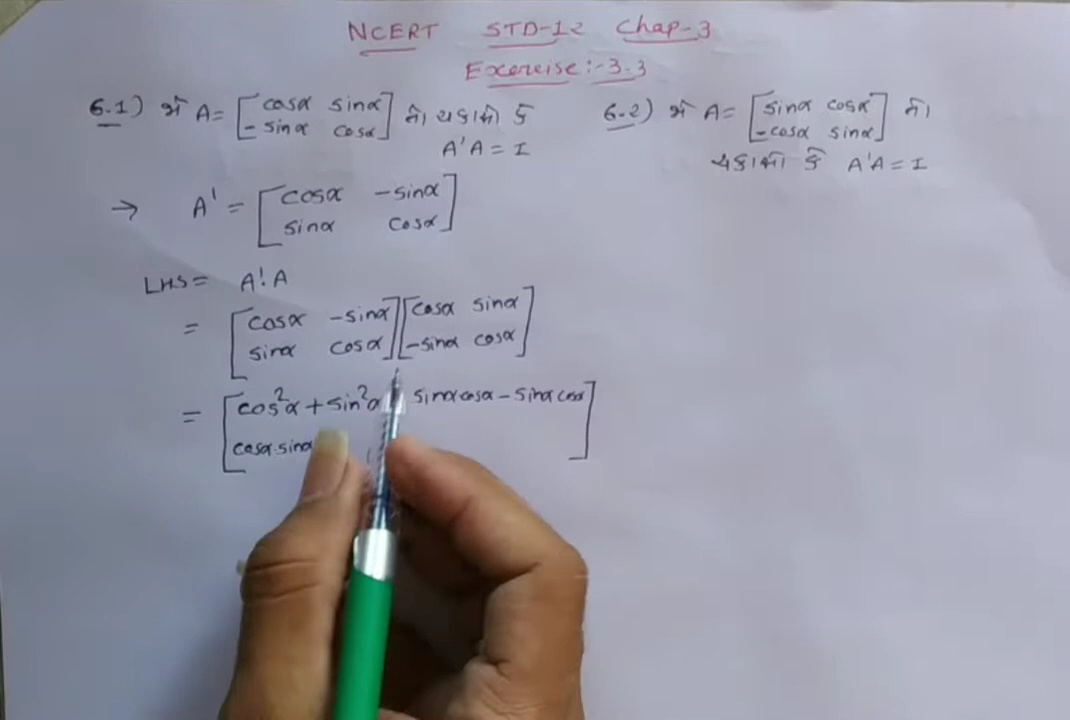 NCERT STD-12 Chap-3
Exercise:-3.3
6.1) જો A = [cosα sinα
-sinα cosα] તો ચકાસો કે
A'A = I
→ A' = [cosα -sinα
sinα cosα]
LHS = A'.A
= [cosα -sinα
sinα cosα] [cosα sinα
-sinα cosα]
= [cos²α + sin²α sinαcosα - sinαcosα
cosα.sinα ]
6.2) જો A = [sinα cosα
-cosα sinα] તો
ચકાસો કે A'A = I